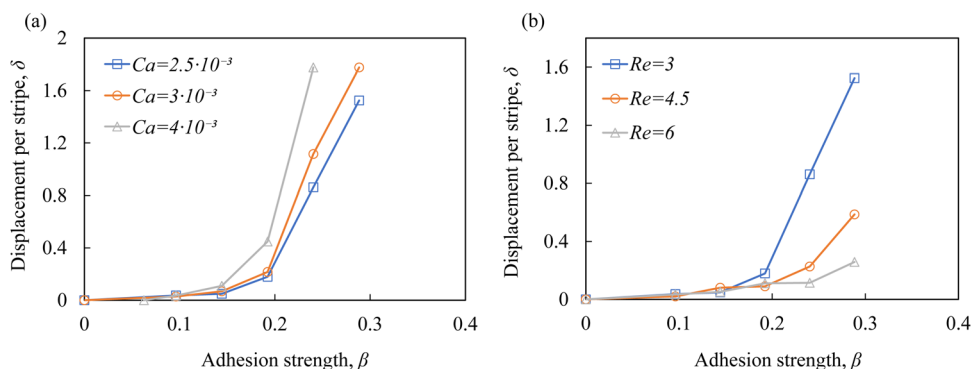 (a)
Displacement per stripe, δ
2
1.6
1.2
0.8
0.4
0
Ca=2.5·10⁻³
Ca=3·10⁻³
Ca=4·10⁻³
0 0.1 0.2 0.3 0.4
Adhesion strength, β
(b)
Displacement per stripe, δ
1.6
1.2
0.8
0.4
0
Re=3
Re=4.5
Re=6
0 0.1 0.2 0.3 0.4
Adhesion strength, β